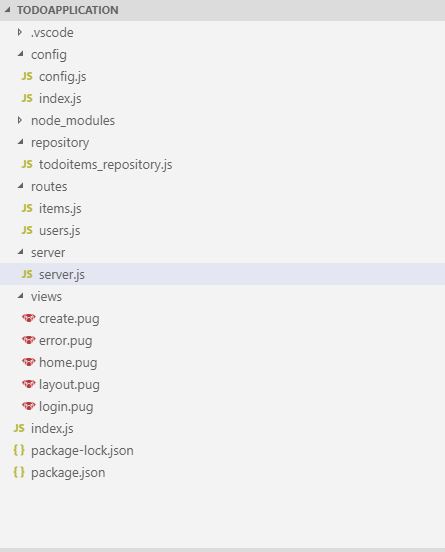 TODOAPPLICATION
.vscode
config
JS config.js
JS index.js
node_modules
repository
JS todoitems_repository.js
routes
JS items.js
JS users.js
server
JS server.js
views
create.pug
error.pug
home.pug
layout.pug
login.pug
JS index.js
{ } package-lock.json
{ } package.json